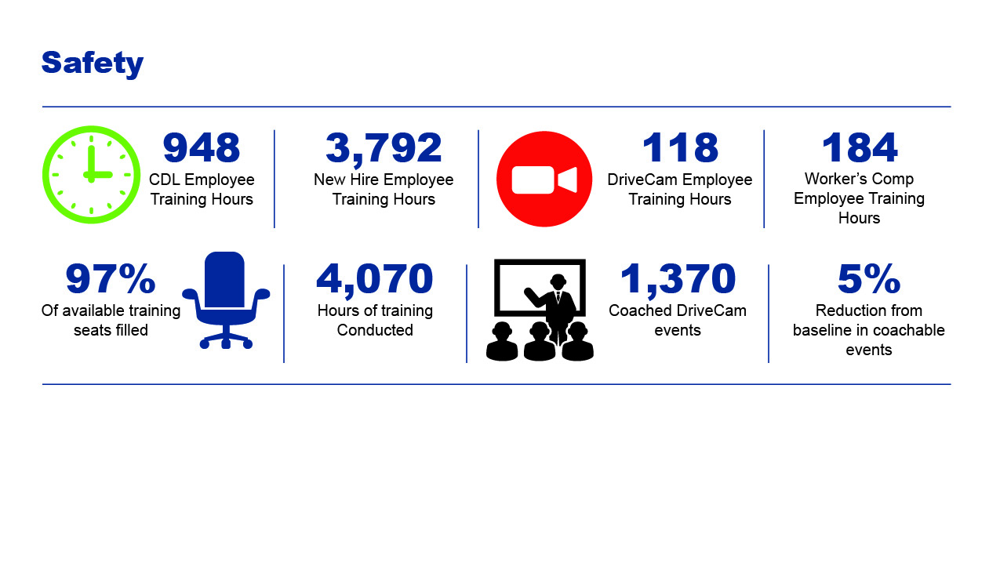 Safety
948
CDL Employee
Training Hours
3,792
New Hire Employee
Training Hours
118
DriveCam Employee
Training Hours
184
Worker’s Comp
Employee Training
Hours
97%
Of available training
seats filled
4,070
Hours of training
Conducted
1,370
Coached DriveCam
events
5%
Reduction from
baseline in coachable
events